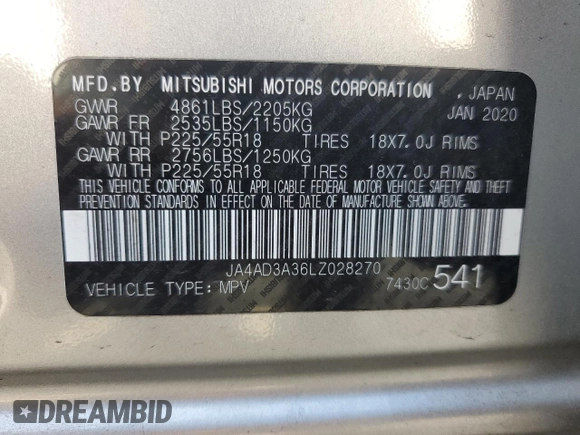 MFD.BY MITSUBISHI MOTORS CORPORATION , JAPAN
GVWR 4861LBS/2205KG JAN 2020
GAWR FR 2535LBS/1150KG
WITH P225/55R18 TIRES 18X7.0J RIMS
GAWR RR 2756LBS/1250KG
WITH P225/55R18 TIRES 18X7.0J RIMS
THIS VEHICLE CONFORMS TO ALL APPLICABLE FEDERAL MOTOR VEHICLE SAFETY AND THEFT
PREVENTION STANDARDS IN EFFECT ON THE DATE OF MANUFACTURE SHOWN ABOVE.
JA4AD3A36LZ028270
VEHICLE TYPE: MPV 7430C 541
DREAMBID